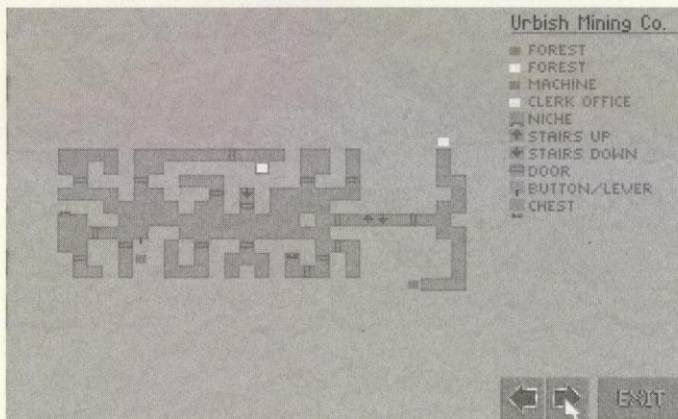 Urbish Mining Co.
FOREST
FOREST
MACHINE
CLERK OFFICE
NICHE
STAIRS UP
STAIRS DOWN
DOOR
BUTTON/LEVER
CHEST
EXIT